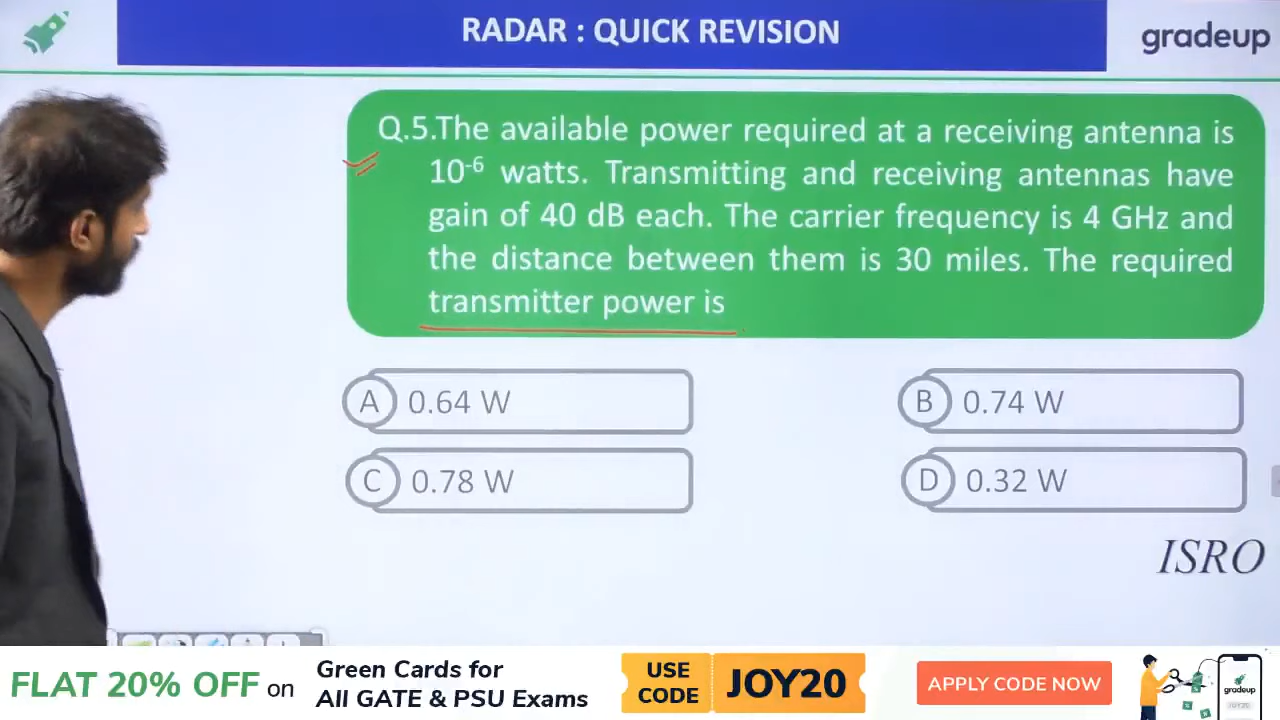 RADAR : QUICK REVISION
gradeup
Q.5.The available power required at a receiving antenna is
10⁻⁶ watts. Transmitting and receiving antennas have
gain of 40 dB each. The carrier frequency is 4 GHz and
the distance between them is 30 miles. The required
transmitter power is
A 0.64 W
B 0.74 W
C 0.78 W
D 0.32 W
ISRO
FLAT 20% OFF on
Green Cards for
All GATE & PSU Exams
USE
CODE
JOY20
APPLY CODE NOW
gradeup
JOY20